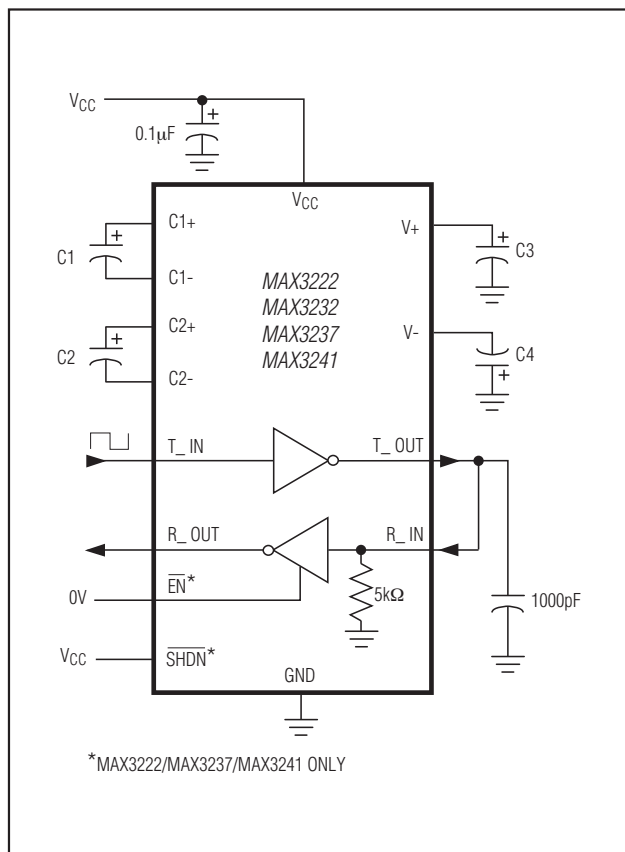 VCC
0.1µF
+
VCC
C1+
C1
+
C1-
C2+
C2
+
C2-
MAX3222
MAX3232
MAX3237
MAX3241
V+
+
C3
V-
C4
+
T_ IN
T_ OUT
R_ OUT
R_ IN
0V
EN*
5kΩ
1000pF
VCC
SHDN*
GND
*MAX3222/MAX3237/MAX3241 ONLY